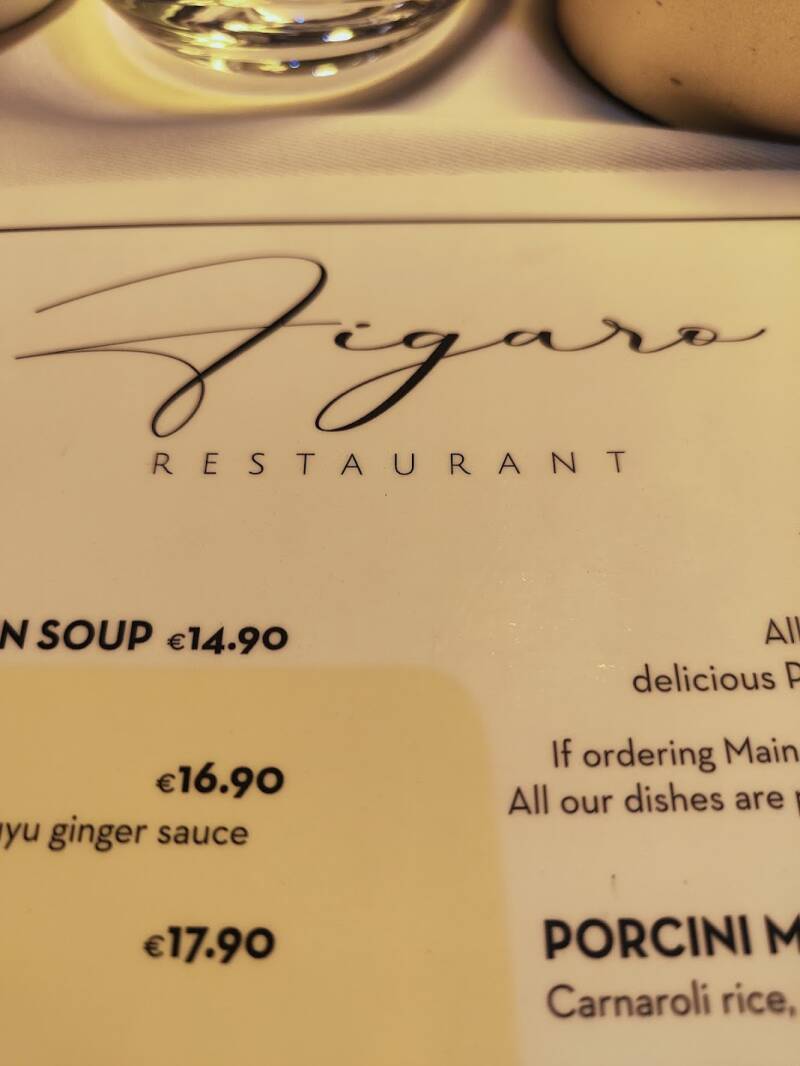 Figaro
RESTAURANT
N SOUP €14.90
€16.90
yu ginger sauce
€17.90
All
delicious P
If ordering Main
All our dishes are
PORCINI M
Carnaroli rice,